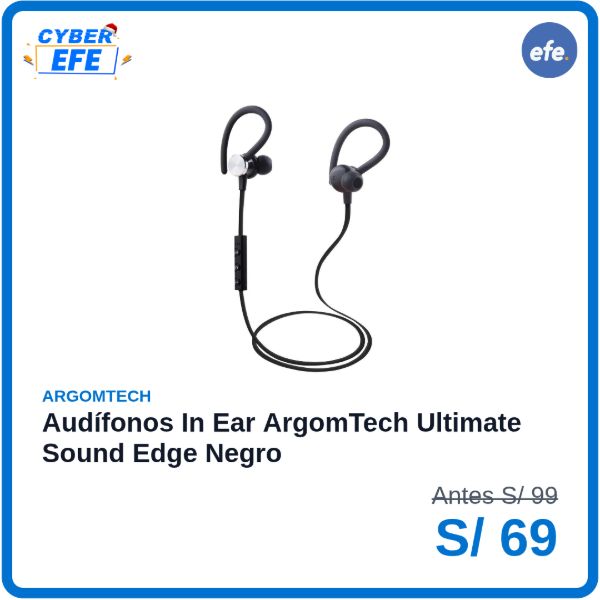 CYBER
EFE
efe.
ARGOMTECH
Audífonos In Ear ArgomTech Ultimate
Sound Edge Negro
Antes S/ 99
S/ 69